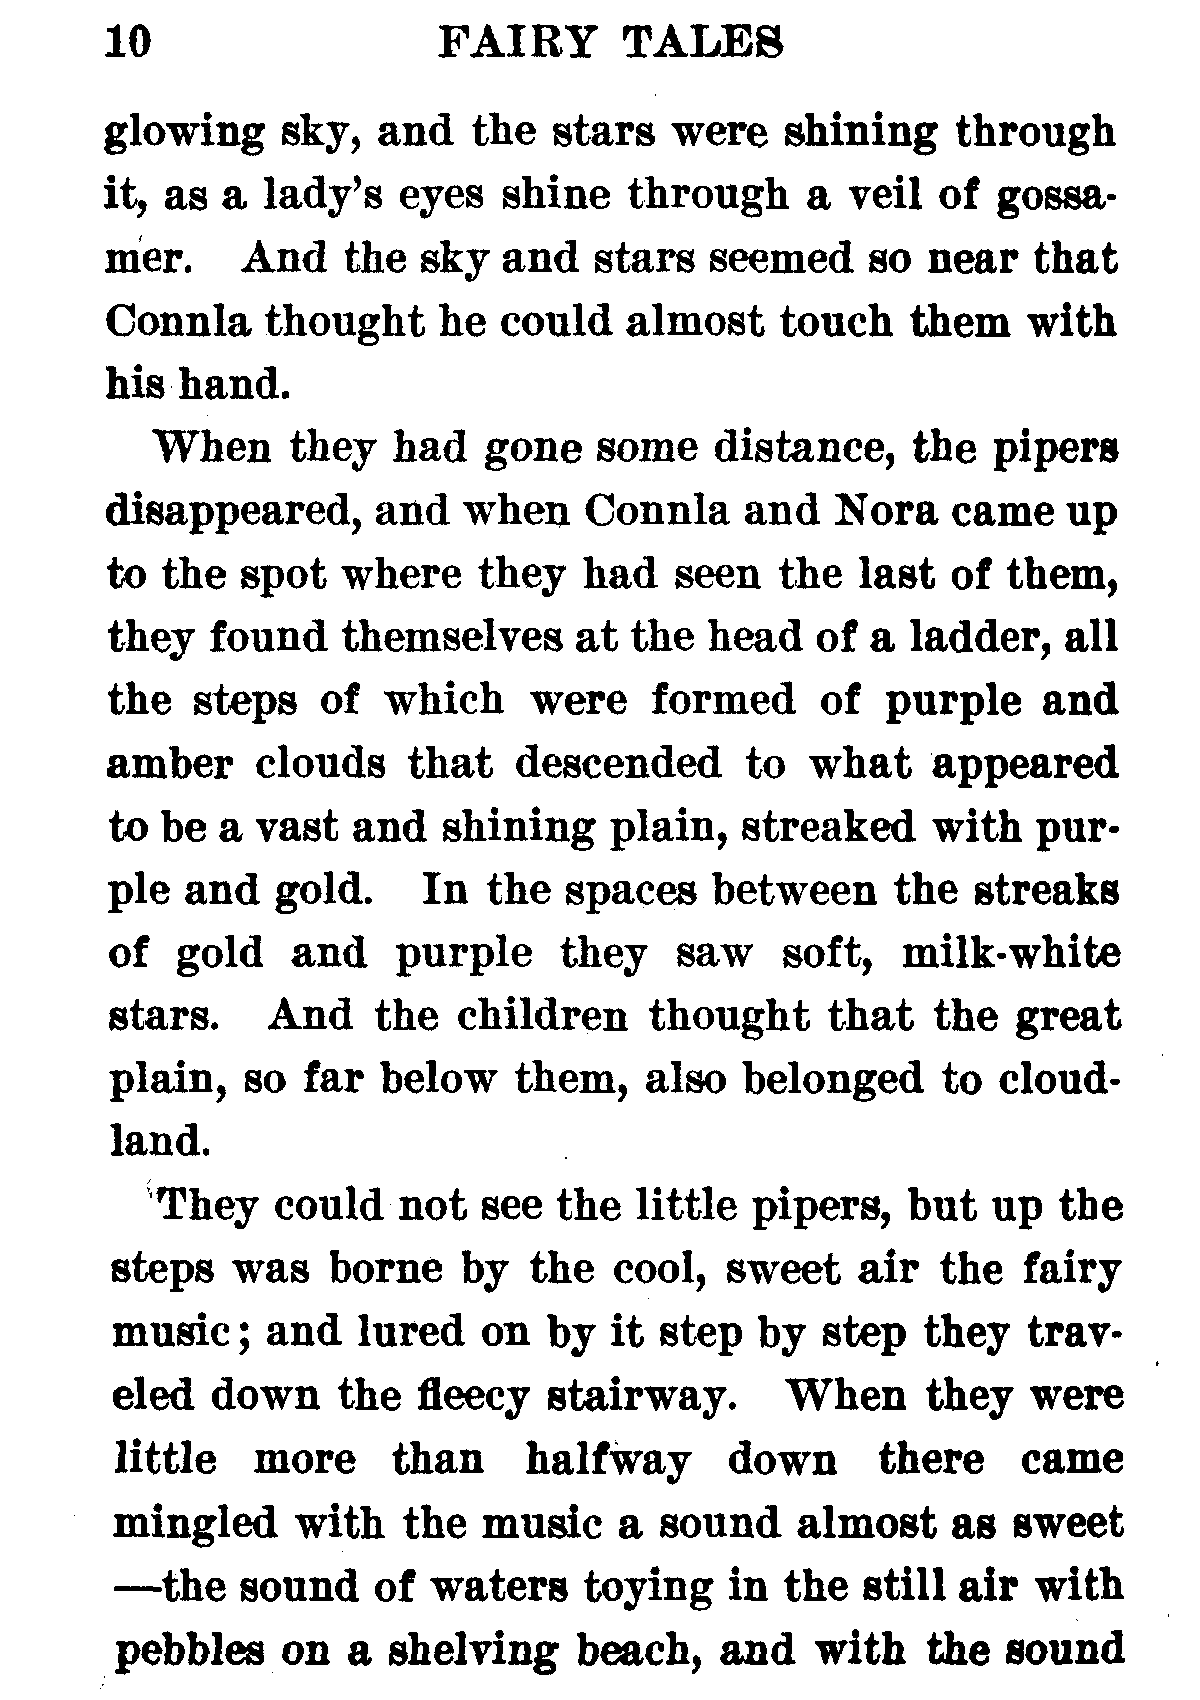 10 FAIRY TALES
glowing sky, and the stars were shining through
it, as a lady's eyes shine through a veil of gossa-
mer. And the sky and stars seemed so near that
Connla thought he could almost touch them with
his hand.
When they had gone some distance, the pipers
disappeared, and when Connla and Nora came up
to the spot where they had seen the last of them,
they found themselves at the head of a ladder, all
the steps of which were formed of purple and
amber clouds that descended to what appeared
to be a vast and shining plain, streaked with pur-
ple and gold. In the spaces between the streaks
of gold and purple they saw soft, milk-white
stars. And the children thought that the great
plain, so far below them, also belonged to cloud-
land.
They could not see the little pipers, but up the
steps was borne by the cool, sweet air the fairy
music; and lured on by it step by step they trav-
eled down the fleecy stairway. When they were
little more than halfway down there came
mingled with the music a sound almost as sweet
—the sound of waters toying in the still air with
pebbles on a shelving beach, and with the sound